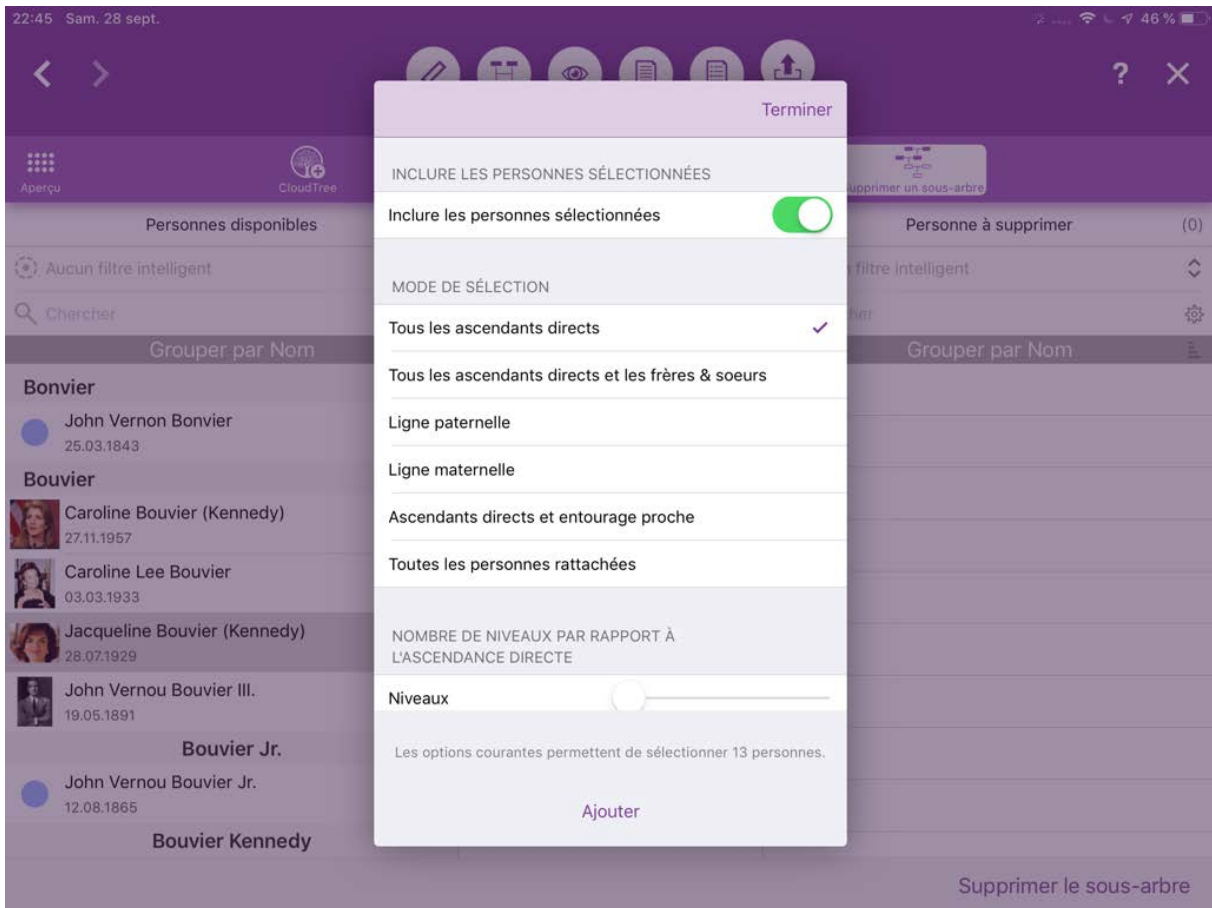 22:45 Sam. 28 sept.
46 %
?
Terminer
Aperçu
CloudTree
Supprimer un sous-arbre
INCLURE LES PERSONNES SÉLECTIONNÉES
Inclure les personnes sélectionnées
Personnes disponibles
Personne à supprimer (0)
Aucun filtre intelligent
filtre intelligent
MODE DE SÉLECTION
Chercher
cher
Tous les ascendants directs
Grouper par Nom
Grouper par Nom
Tous les ascendants directs et les frères & soeurs
Bonvier
John Vernon Bonvier
25.03.1843
Ligne paternelle
Ligne maternelle
Bouvier
Caroline Bouvier (Kennedy)
27.11.1957
Ascendants directs et entourage proche
Caroline Lee Bouvier
03.03.1933
Toutes les personnes rattachées
Jacqueline Bouvier (Kennedy)
28.07.1929
NOMBRE DE NIVEAUX PAR RAPPORT À
L'ASCENDANCE DIRECTE
John Vernou Bouvier III.
19.05.1891
Niveaux
Bouvier Jr.
Les options courantes permettent de sélectionner 13 personnes.
John Vernou Bouvier Jr.
12.08.1865
Ajouter
Bouvier Kennedy
Supprimer le sous-arbre